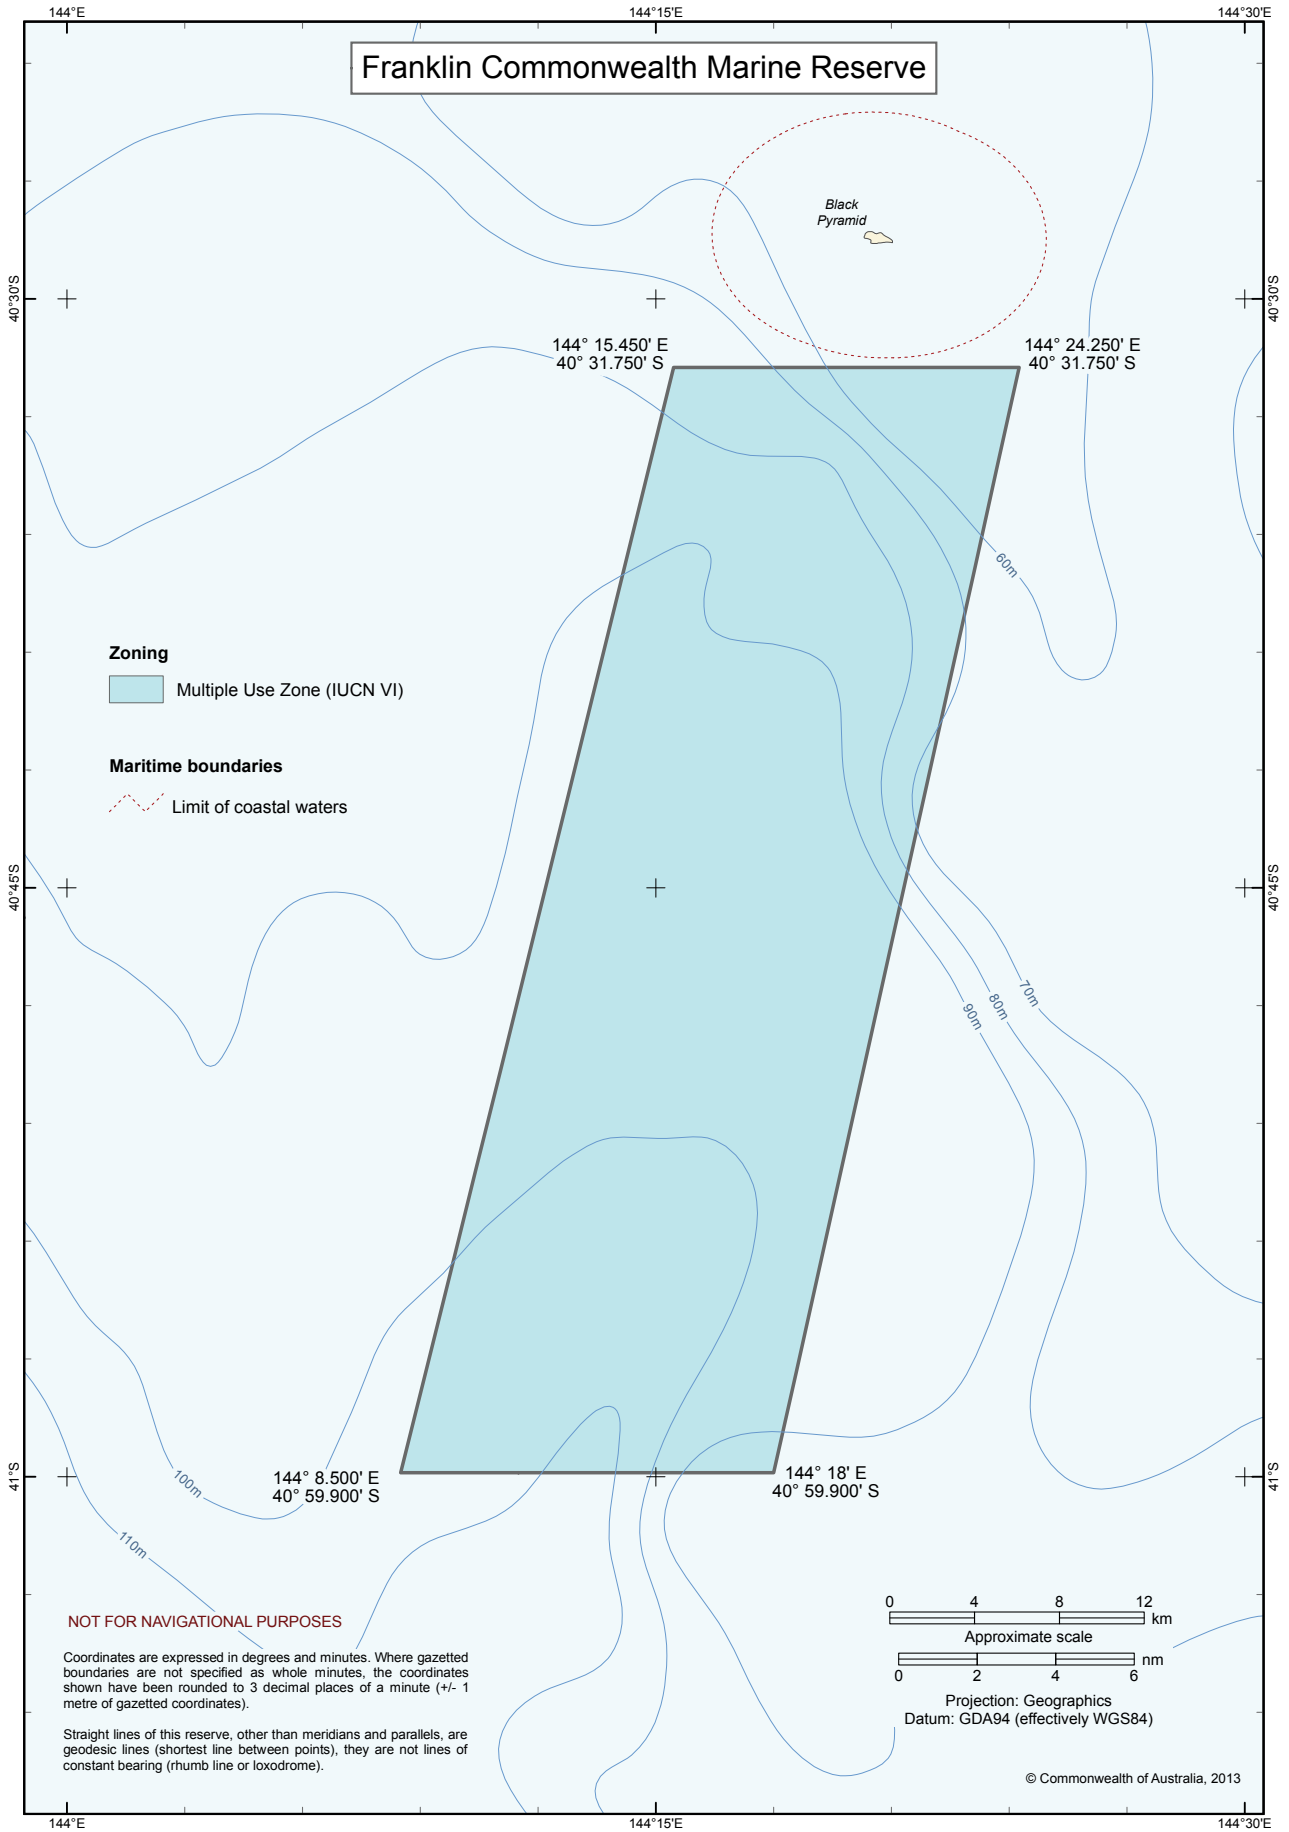 144°E
144°15'E
144°30'E
Franklin Commonwealth Marine Reserve
Black
Pyramid
40°30'S
40°30'S
144° 15.450' E
40° 31.750' S
144° 24.250' E
40° 31.750' S
60m
Zoning
Multiple Use Zone (IUCN VI)
Maritime boundaries
Limit of coastal waters
40°45'S
40°45'S
70m
80m
90m
41°S
41°S
144° 8.500' E
40° 59.900' S
144° 18' E
40° 59.900' S
100m
110m
NOT FOR NAVIGATIONAL PURPOSES
Coordinates are expressed in degrees and minutes. Where gazetted
boundaries are not specified as whole minutes, the coordinates
shown have been rounded to 3 decimal places of a minute (+/- 1
metre of gazetted coordinates).
Straight lines of this reserve, other than meridians and parallels, are
geodesic lines (shortest line between points), they are not lines of
constant bearing (rhumb line or loxodrome).
0 4 8 12
km
Approximate scale
nm
0 2 4 6
Projection: Geographics
Datum: GDA94 (effectively WGS84)
© Commonwealth of Australia, 2013
144°E
144°15'E
144°30'E